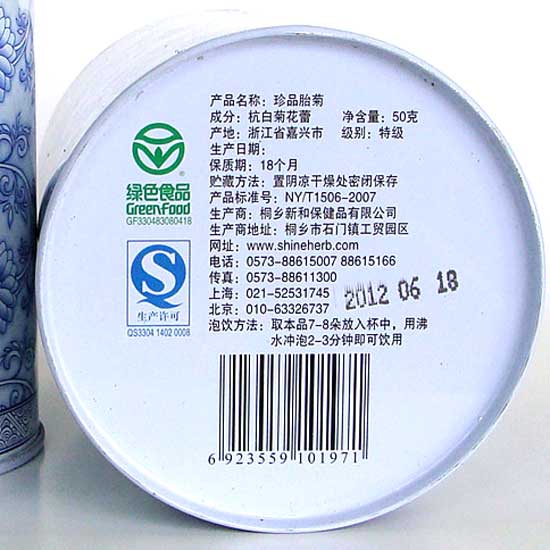 产品名称：珍品胎菊
成分：杭白菊花蕾 净含量：50克
产地：浙江省嘉兴市 级别：特级
生产日期：
保质期：18个月
贮藏方法：置阴凉干燥处密闭保存
产品标准号：NY/T1506-2007
生产商：桐乡新和保健品有限公司
生产商地址：桐乡市石门镇工贸园区
网址：www.shineherb.com
电话：0573-88615007 88615166
传真：0573-88611300
上海：021-52531745
北京：010-63326737
2012 06 18
泡饮方法：取本品7-8朵放入杯中，用沸
水冲泡2-3分钟即可饮用
绿色食品
GreenFood
GF330483080418
QS
生产许可
QS3304 1402 0008
6 923559 101971